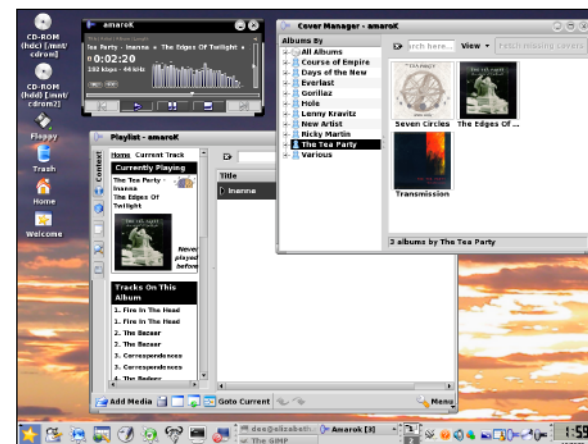 CD-ROM
(hdc) [/mnt/
cdrom]
CD-ROM
(hdd) [/mnt/
cdrom2]
Floppy
Trash
Home
Welcome
amaroK
Tea Party - Inanna • The Edges Of Twilight •
0:02:20
192 kbps - 44 kHz
Playlist - amaroK
Context
Home Current Track
Currently Playing
The Tea Party -
Inanna
The Edges Of
Twilight
Never
played
before
Tracks On This
Album
1. Fire In The Head
1. Fire In The Head
2. The Bazaar
2. The Bazaar
3. Correspondences
3. Correspondences
4. The Badger
Title
Inanna
Add Media
Goto Current
Menu
Cover Manager - amaroK
Albums By
All Albums
Course of Empire
Days of the New
Everlast
Gorillaz
Hole
Lenny Kravitz
New Artist
Ricky Martin
The Tea Party
Various
arch here...
View
Fetch missing covers
Seven Circles
The Edges Of ...
Transmission
3 albums by The Tea Party
dee@elizabeth:
The GIMP
Amarok [3]
1
2
1:55